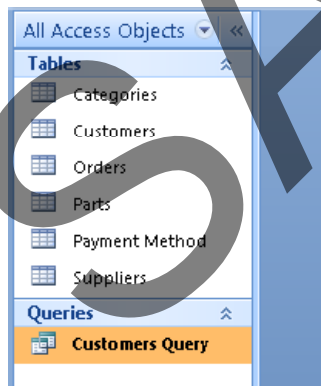 All Access Objects
Tables
Categories
Customers
Orders
Parts
Payment Method
Suppliers
Queries
Customers Query